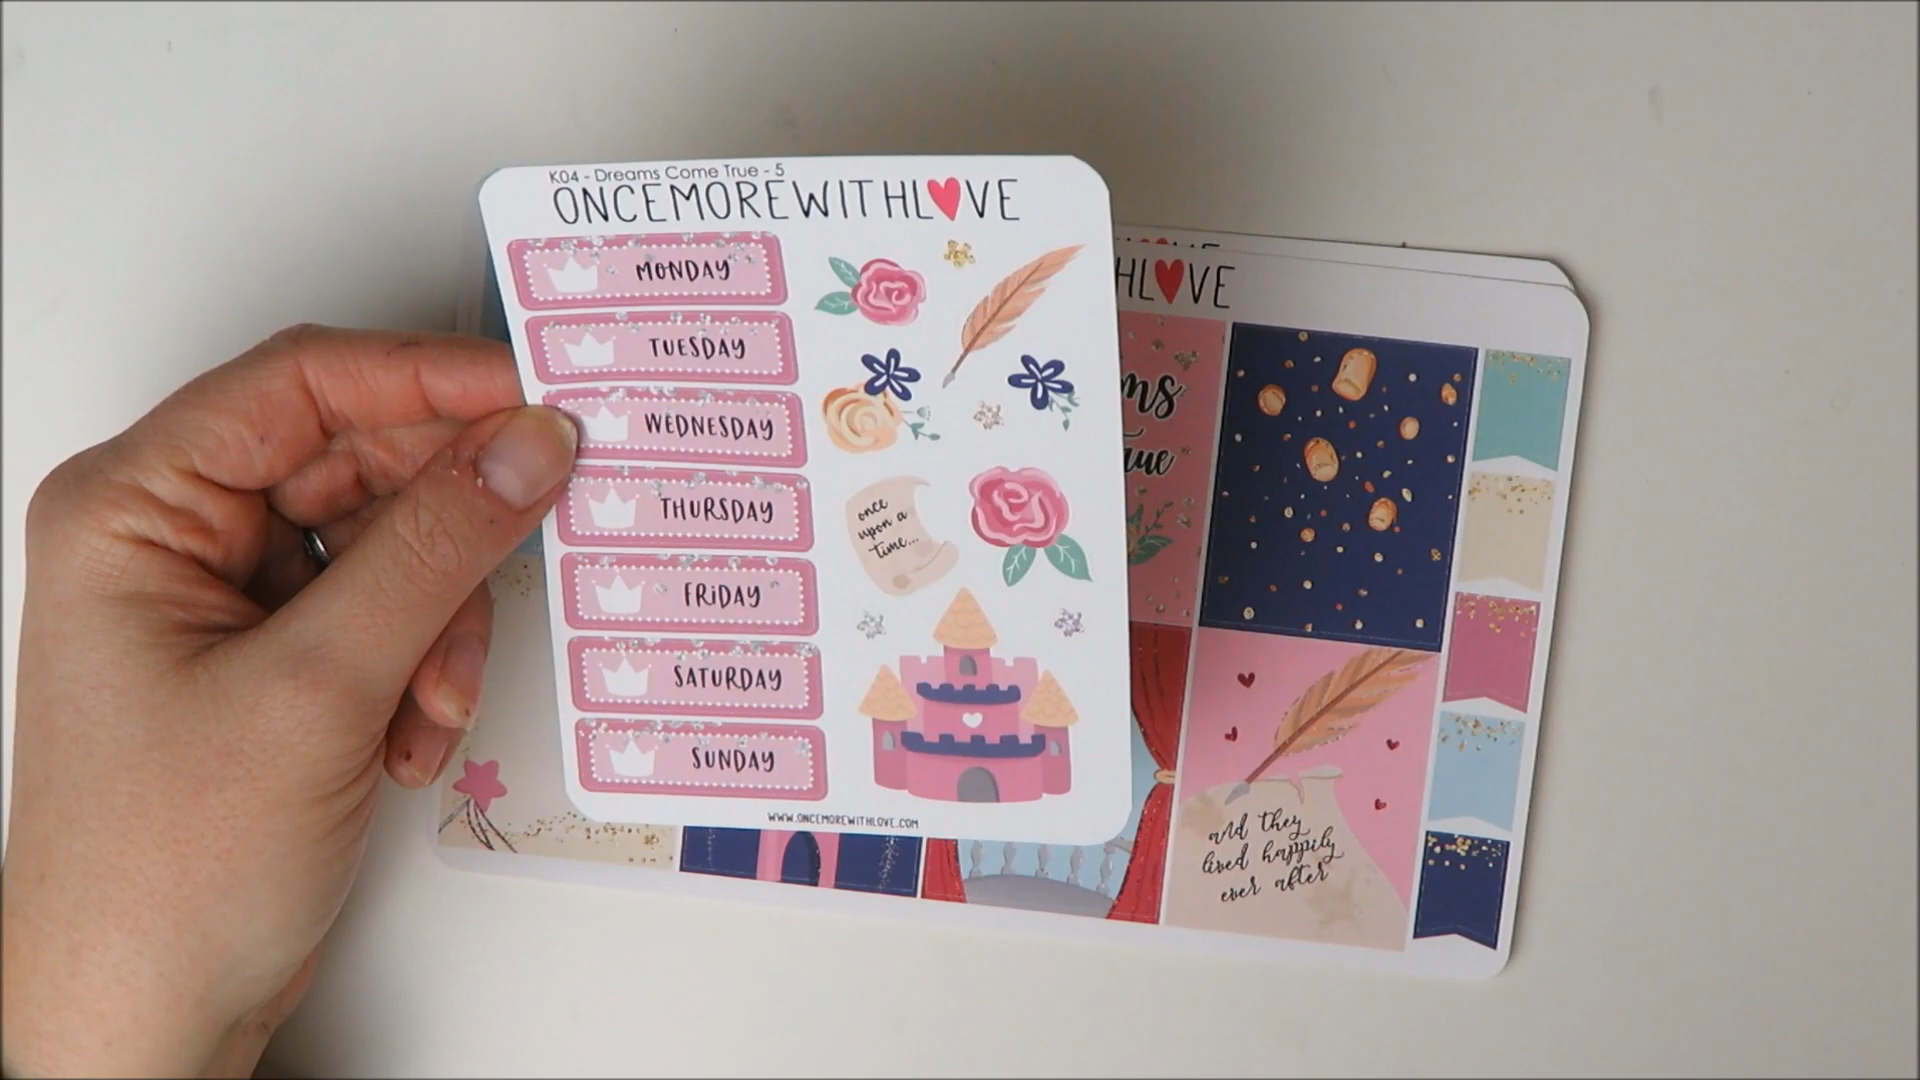 K04 - Dreams Come True - 5
ONCEMOREWITHLOVE
MONDAY
TUESDAY
WEDNESDAY
THURSDAY
FRIDAY
SATURDAY
SUNDAY
once
upon a
time...
WWW.ONCEMOREWITHLOVE.COM
HLOVE
and they
lived happily
ever after